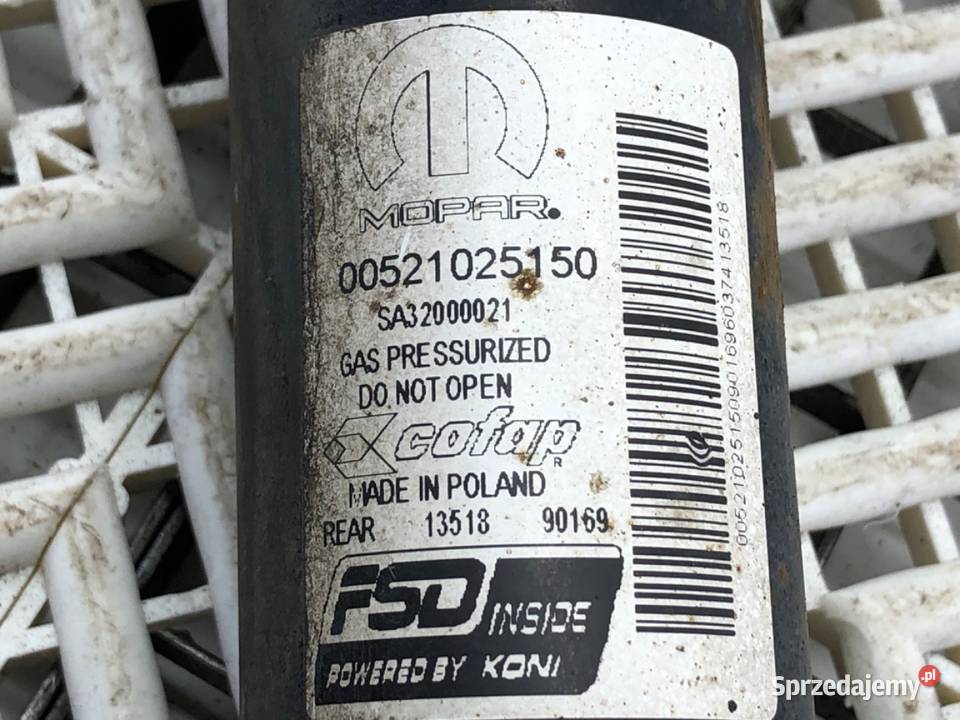 MOPAR.
00521025150
SA32000021
GAS PRESSURIZED
DO NOT OPEN
cofap R
MADE IN POLAND
REAR 13518 90169
FSD INSIDE
POWERED BY KONI
00521025150901696037413518
Sprzedajemy.pl